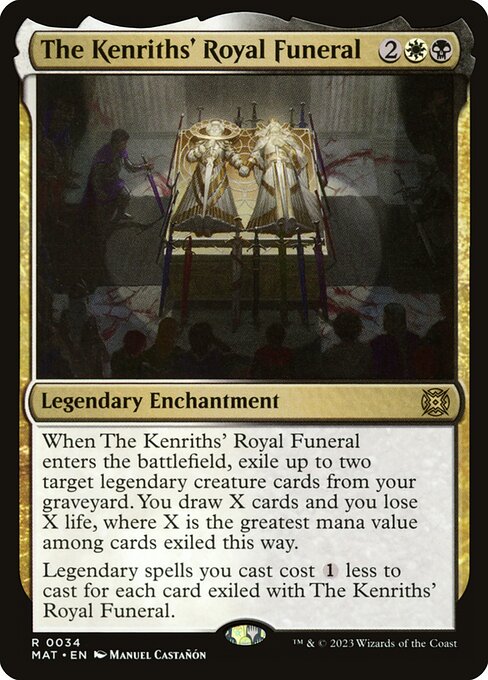 The Kenriths' Royal Funeral 2
Legendary Enchantment
When The Kenriths' Royal Funeral
enters the battlefield, exile up to two
target legendary creature cards from your
graveyard. You draw X cards and you lose
X life, where X is the greatest mana value
among cards exiled this way.
Legendary spells you cast cost 1 less to
cast for each card exiled with The Kenriths'
Royal Funeral.
R 0034
MAT • EN Manuel Castañón
™ & © 2023 Wizards of the Coast